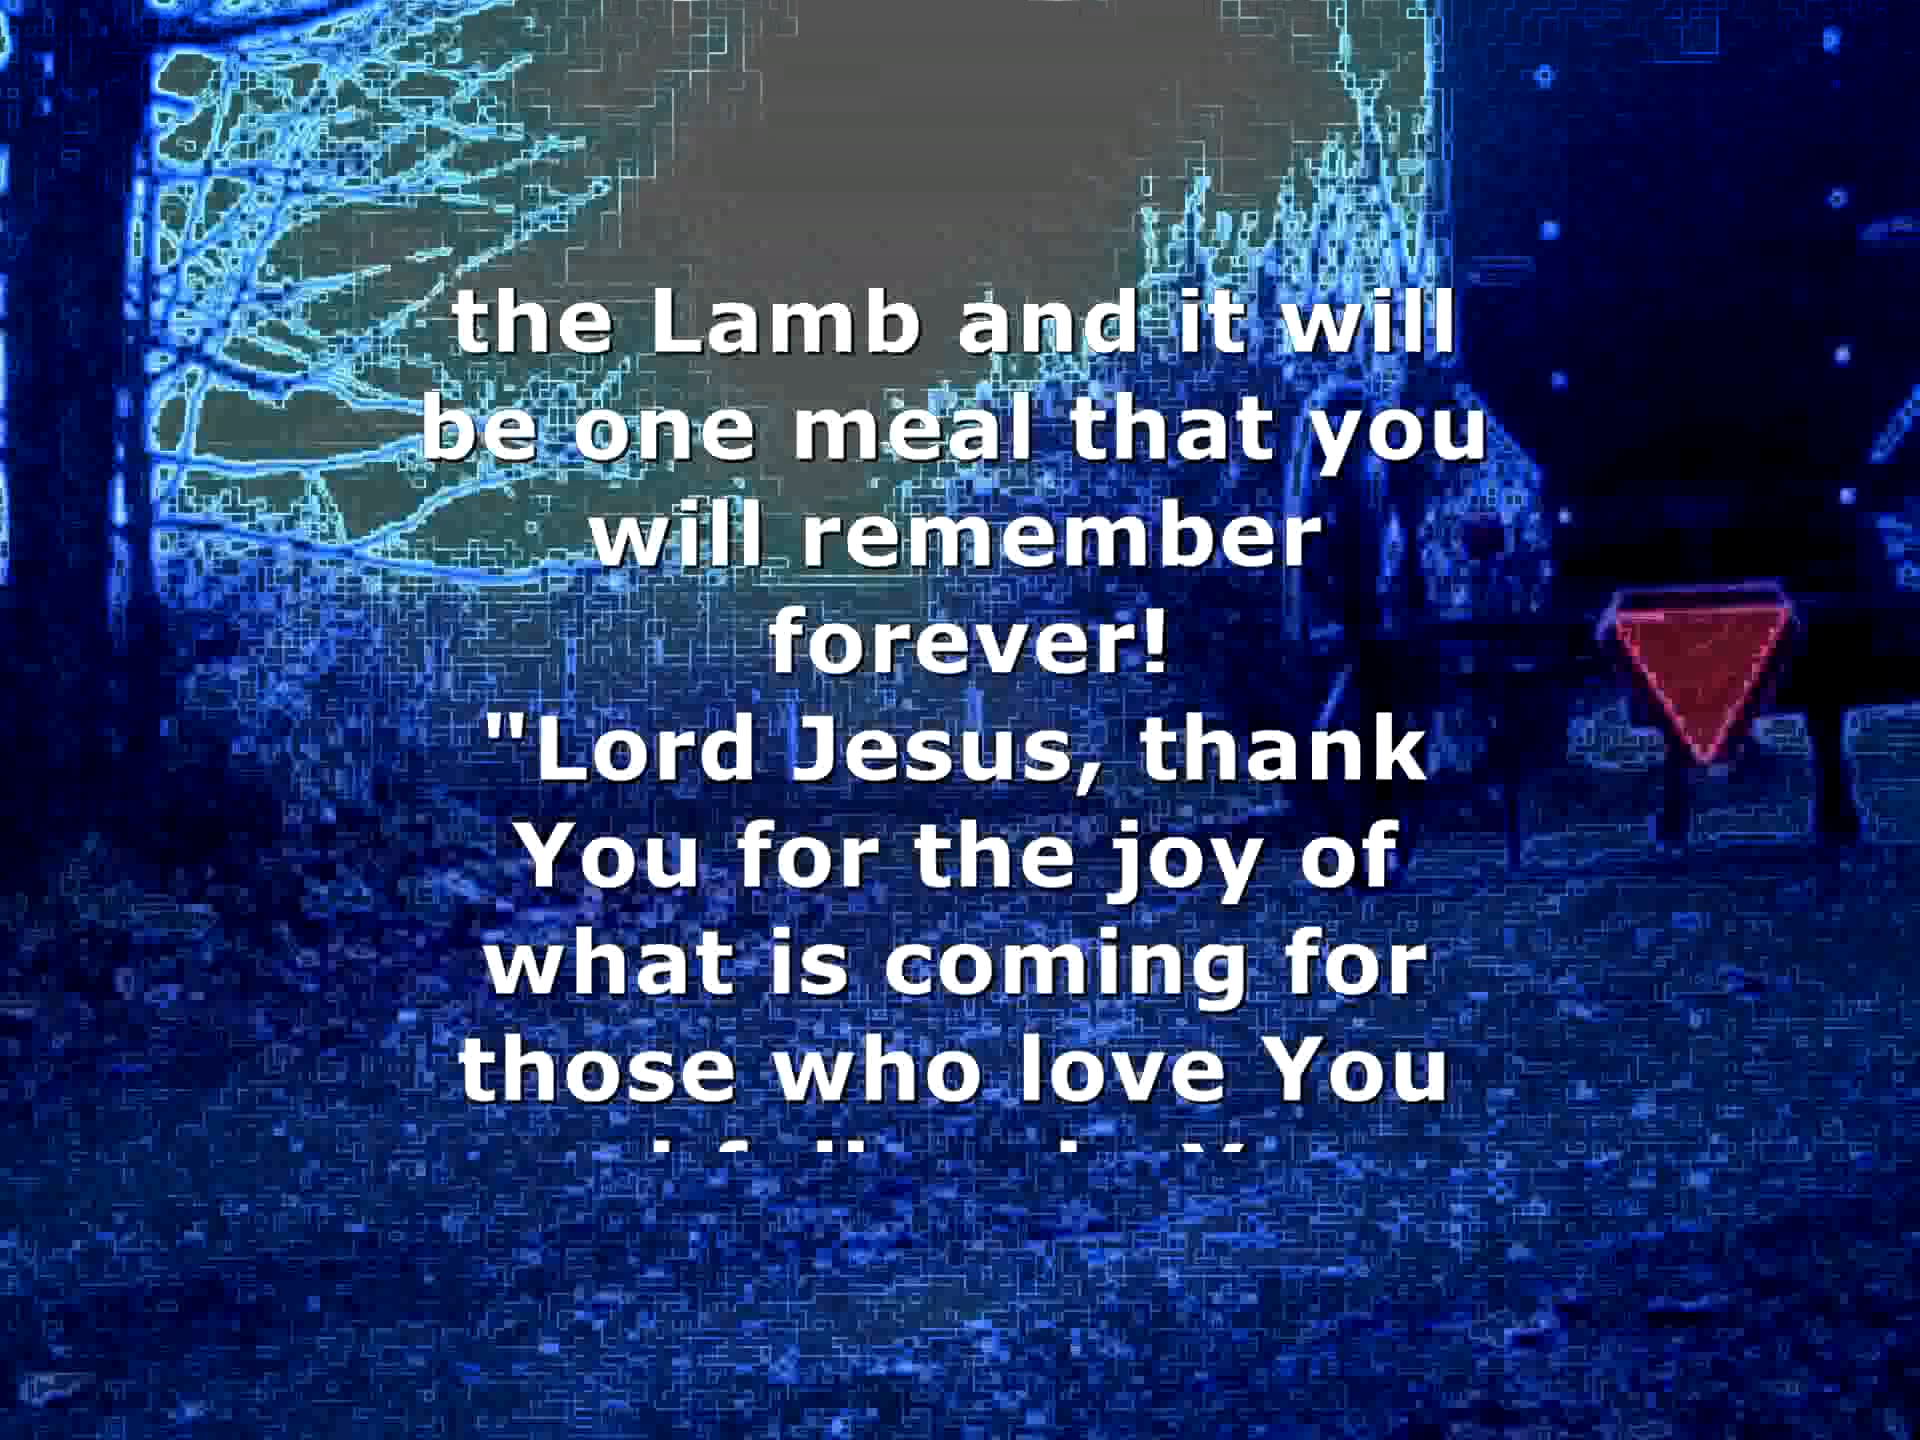 the Lamb and it will
be one meal that you
will remember
forever!
"Lord Jesus, thank
You for the joy of
what is coming for
those who love You